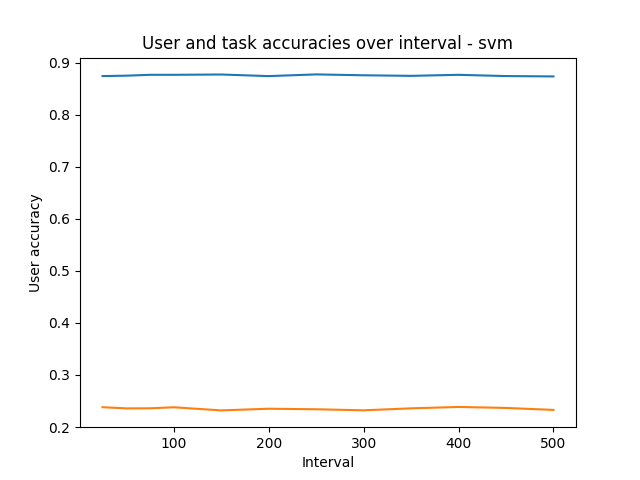 User and task accuracies over interval - svm
0.9
0.8
0.7
0.6
0.5
0.4
0.3
0.2
User accuracy
100 200 300 400 500
Interval